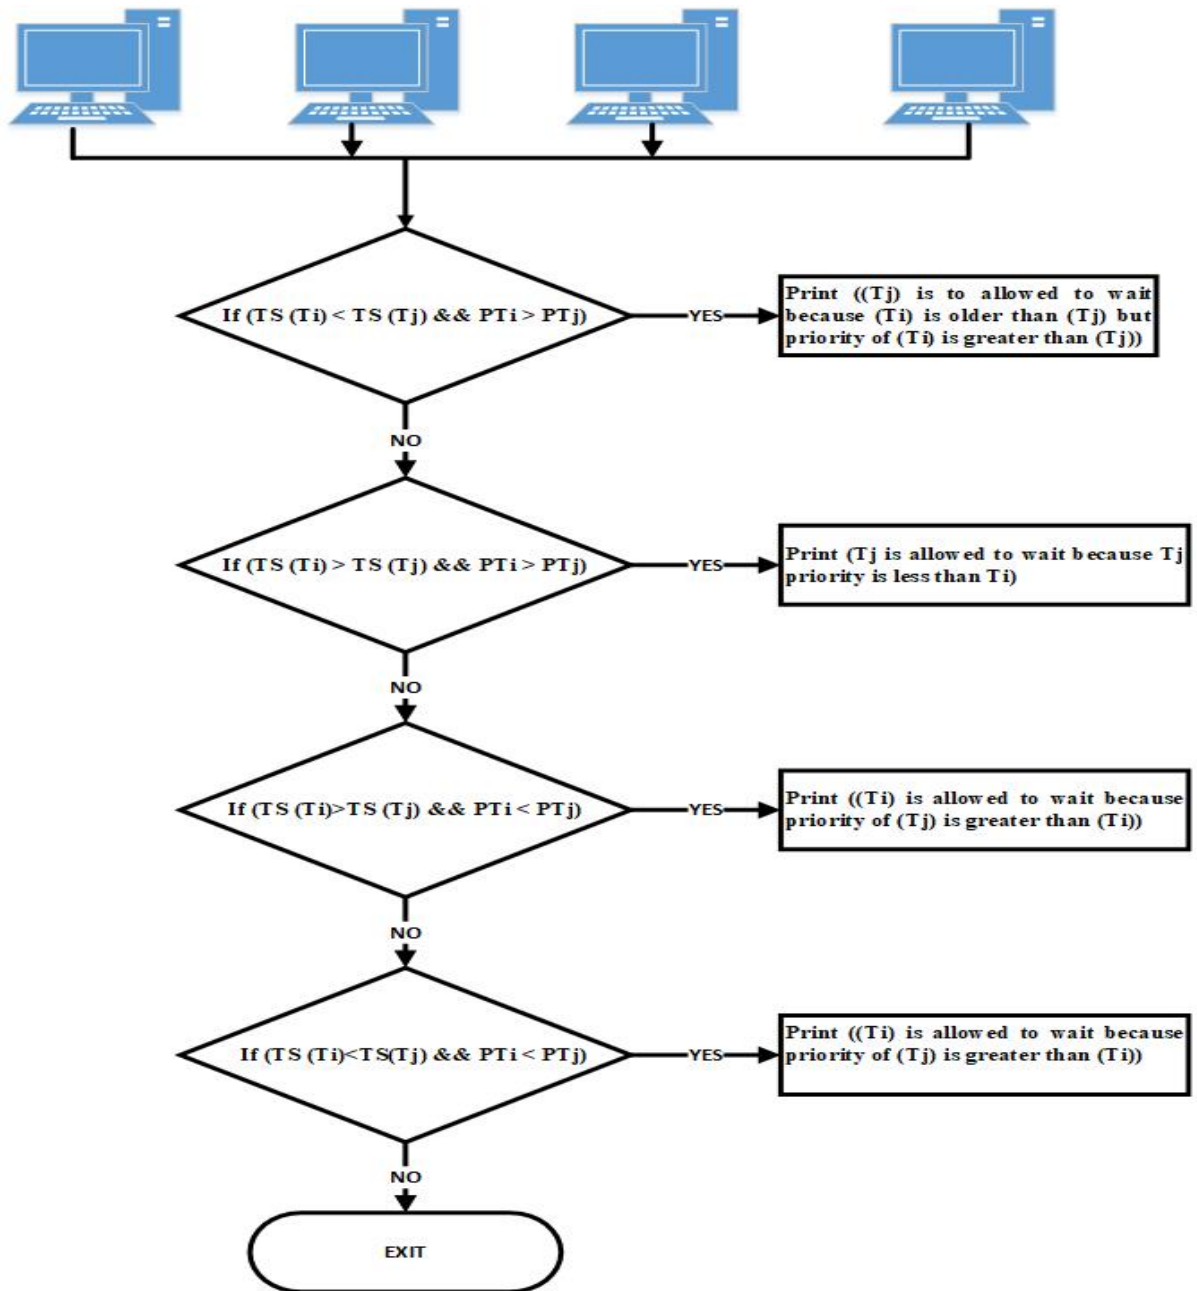 If (TS (Ti) < TS (Tj) && PTi > PTj)
YES
Print ((Tj) is to allowed to wait
because (Ti) is older than (Tj) but
priority of (Ti) is greater than (Tj))
NO
If (TS (Ti) > TS (Tj) && PTi > PTj)
YES
Print (Tj is allowed to wait because Tj
priority is less than Ti)
NO
If (TS (Ti)>TS (Tj) && PTi < PTj)
YES
Print ((Ti) is allowed to wait because
priority of (Tj) is greater than (Ti))
NO
If (TS (Ti)<TS(Tj) && PTi < PTj)
YES
Print ((Ti) is allowed to wait because
priority of (Tj) is greater than (Ti))
NO
EXIT